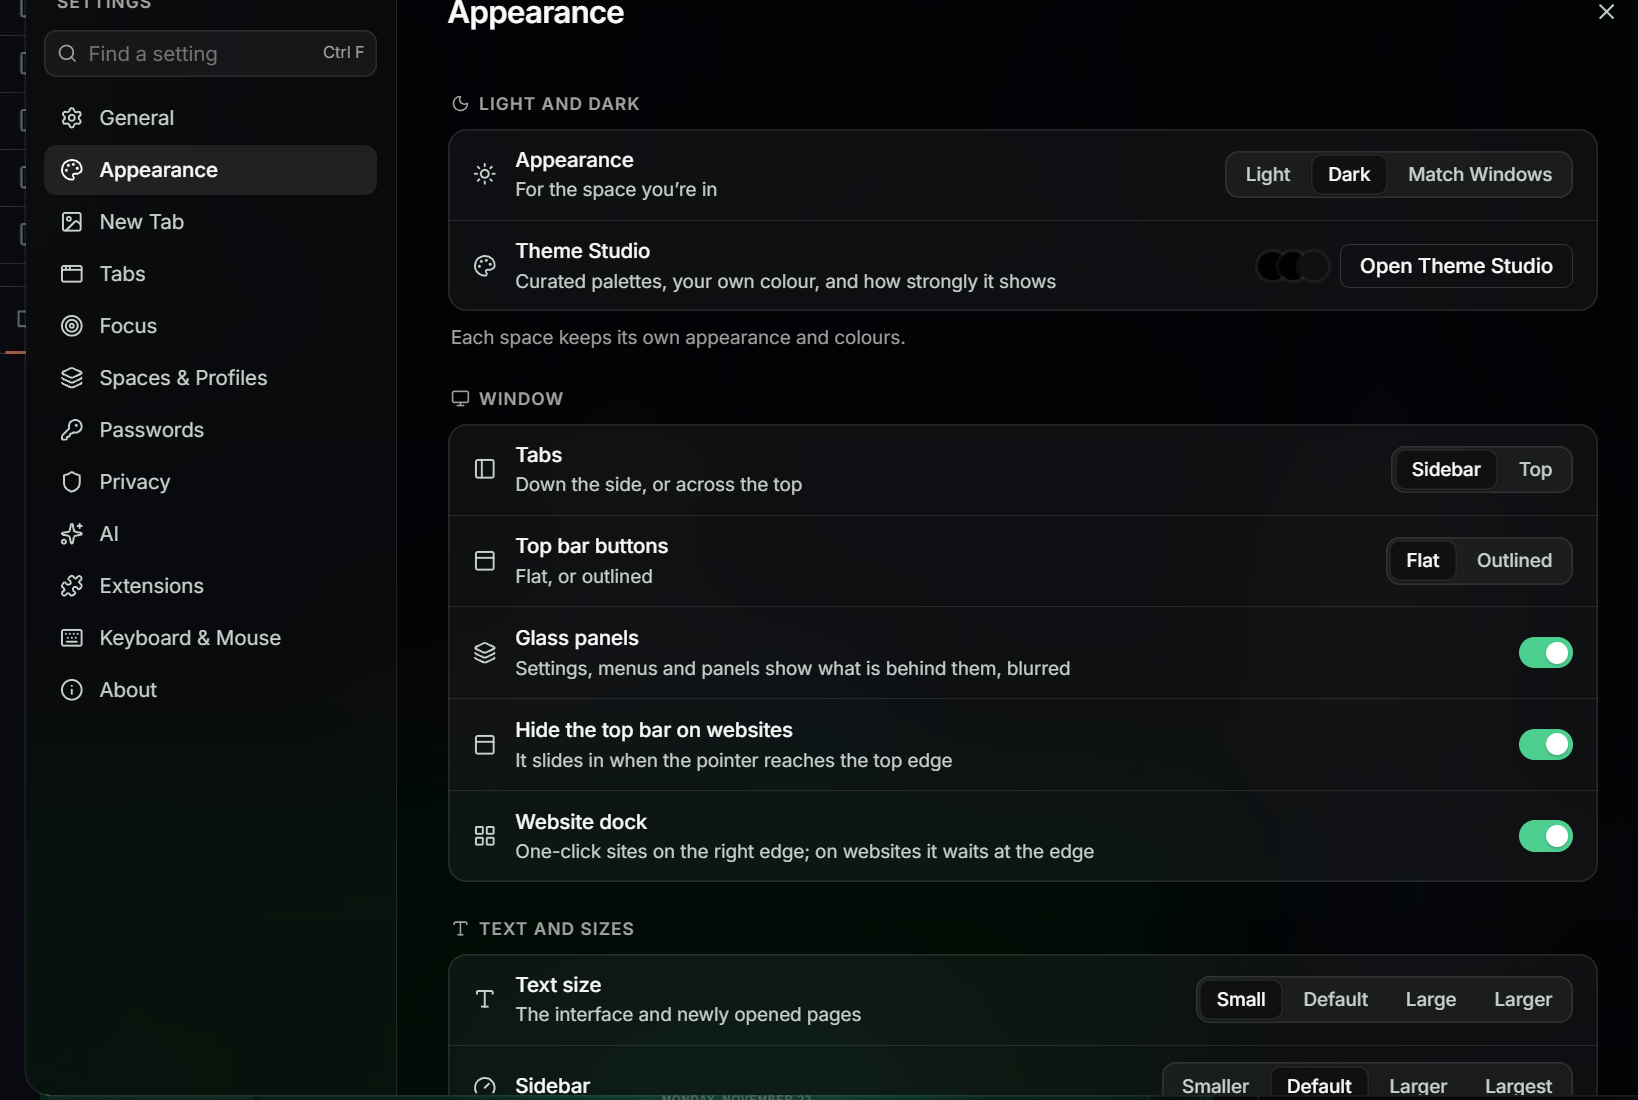 SETTINGS
Find a setting
Ctrl F
General
Appearance
New Tab
Tabs
Focus
Spaces & Profiles
Passwords
Privacy
AI
Extensions
Keyboard & Mouse
About
Appearance
LIGHT AND DARK
Appearance
For the space you’re in
Light
Dark
Match Windows
Theme Studio
Curated palettes, your own colour, and how strongly it shows
Open Theme Studio
Each space keeps its own appearance and colours.
WINDOW
Tabs
Down the side, or across the top
Sidebar
Top
Top bar buttons
Flat, or outlined
Flat
Outlined
Glass panels
Settings, menus and panels show what is behind them, blurred
Hide the top bar on websites
It slides in when the pointer reaches the top edge
Website dock
One-click sites on the right edge; on websites it waits at the edge
TEXT AND SIZES
Text size
The interface and newly opened pages
Small
Default
Large
Larger
Sidebar
Smaller
Default
Larger
Largest